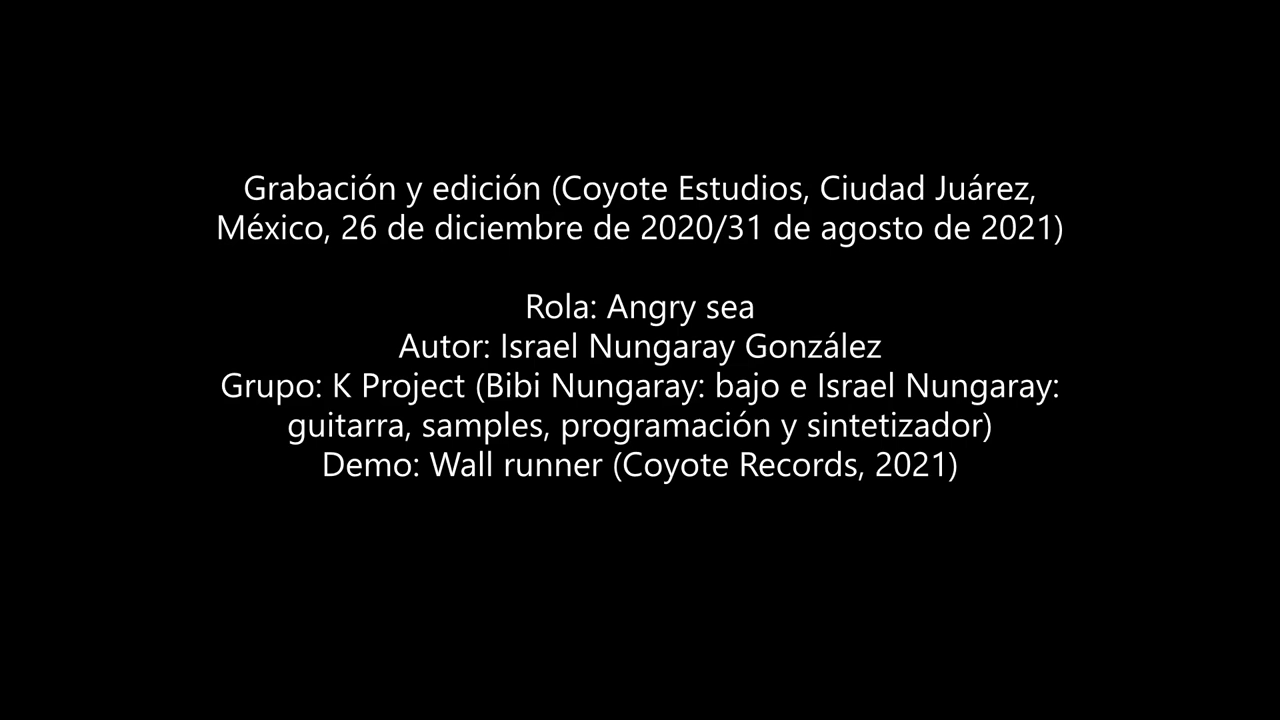 Grabación y edición (Coyote Estudios, Ciudad Juárez,
México, 26 de diciembre de 2020/31 de agosto de 2021)
Rola: Angry sea
Autor: Israel Nungaray González
Grupo: K Project (Bibi Nungaray: bajo e Israel Nungaray:
guitarra, samples, programación y sintetizador)
Demo: Wall runner (Coyote Records, 2021)